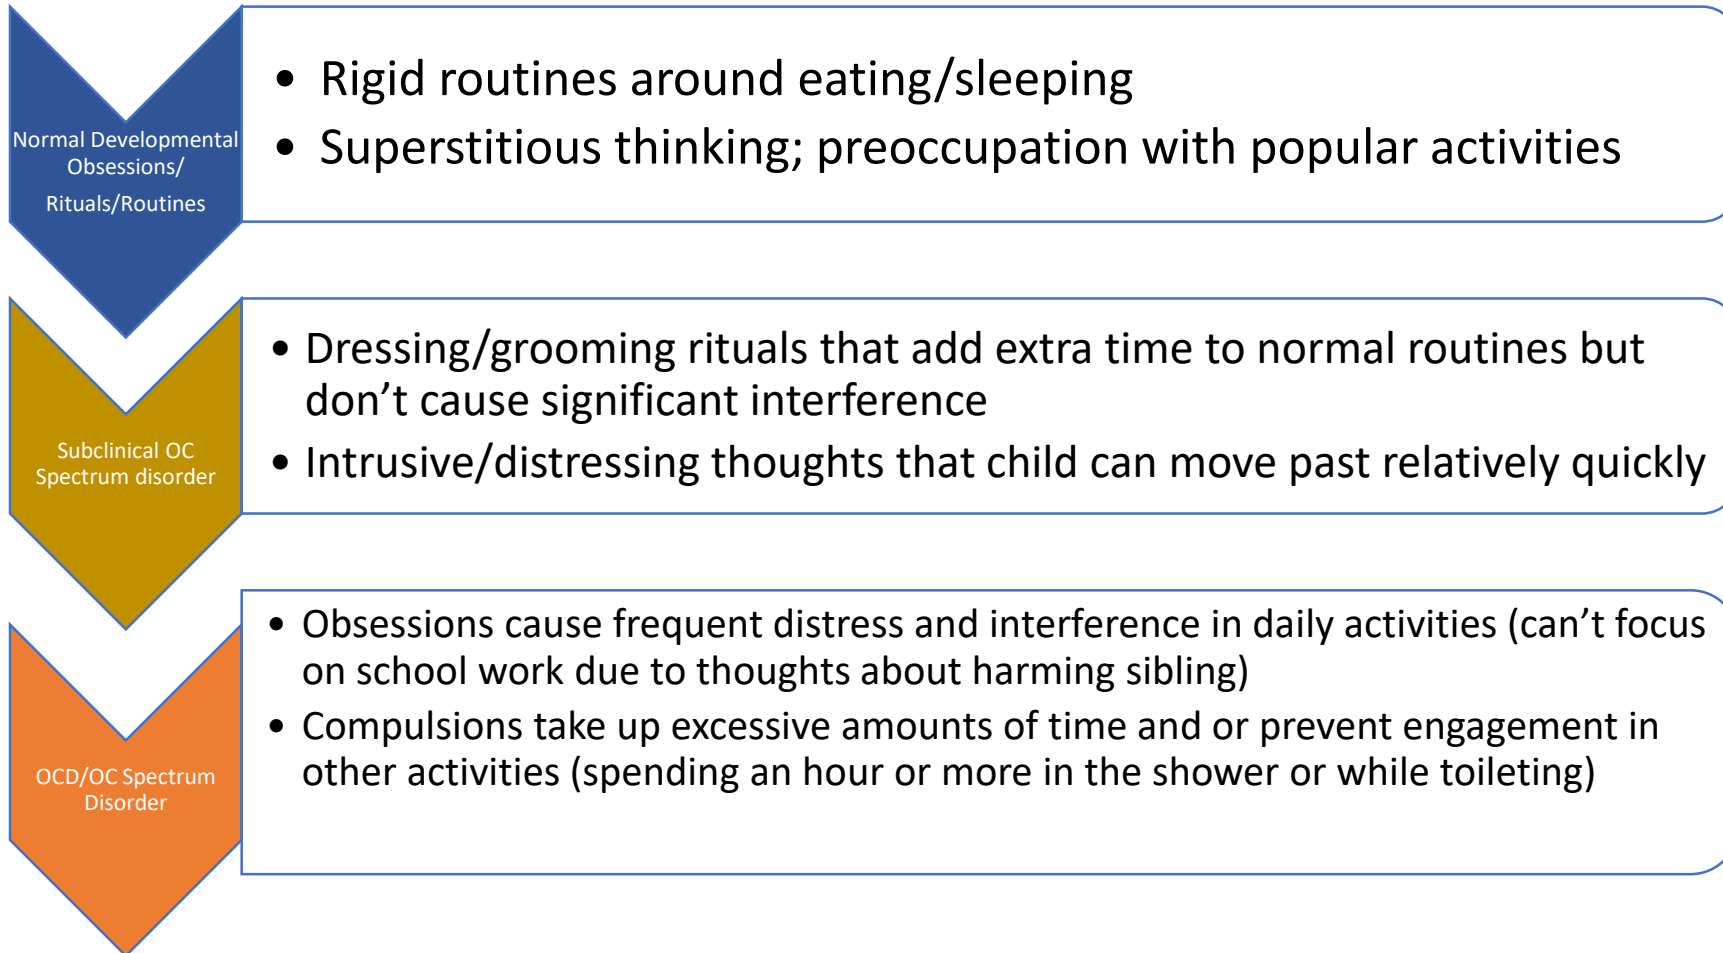 Normal Developmental
Obsessions/
Rituals/Routines
• Rigid routines around eating/sleeping
• Superstitious thinking; preoccupation with popular activities
Subclinical OC
Spectrum disorder
• Dressing/grooming rituals that add extra time to normal routines but
don’t cause significant interference
• Intrusive/distressing thoughts that child can move past relatively quickly
OCD/OC Spectrum
Disorder
• Obsessions cause frequent distress and interference in daily activities (can’t focus
on school work due to thoughts about harming sibling)
• Compulsions take up excessive amounts of time and or prevent engagement in
other activities (spending an hour or more in the shower or while toileting)